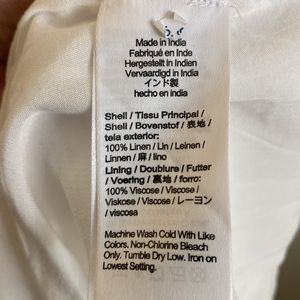 Made in India
Fabriqué en Inde
Hergestellt in Indien
Vervaardigd in India
インド製
hecho en india
Shell / Tissu Principal /
Shell / Bovenstof / 表地 /
tela exterior:
100% Linen / Lin / Leinen /
Linnen / 麻 / lino
Lining / Doublure / Futter
/ Voering / 裏地 / forro:
100% Viscose / Viscose /
Viskose / Viscose / レーヨン
/ viscosa
Machine Wash Cold With Like
Colors. Non-Chlorine Bleach
Only. Tumble Dry Low. Iron on
Lowest Setting.